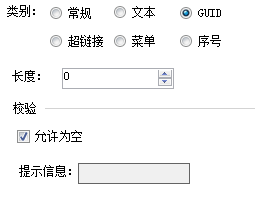 类别： 常规 文本 GUID
超链接 菜单 序号
长度： 0
校验
允许为空
提示信息：